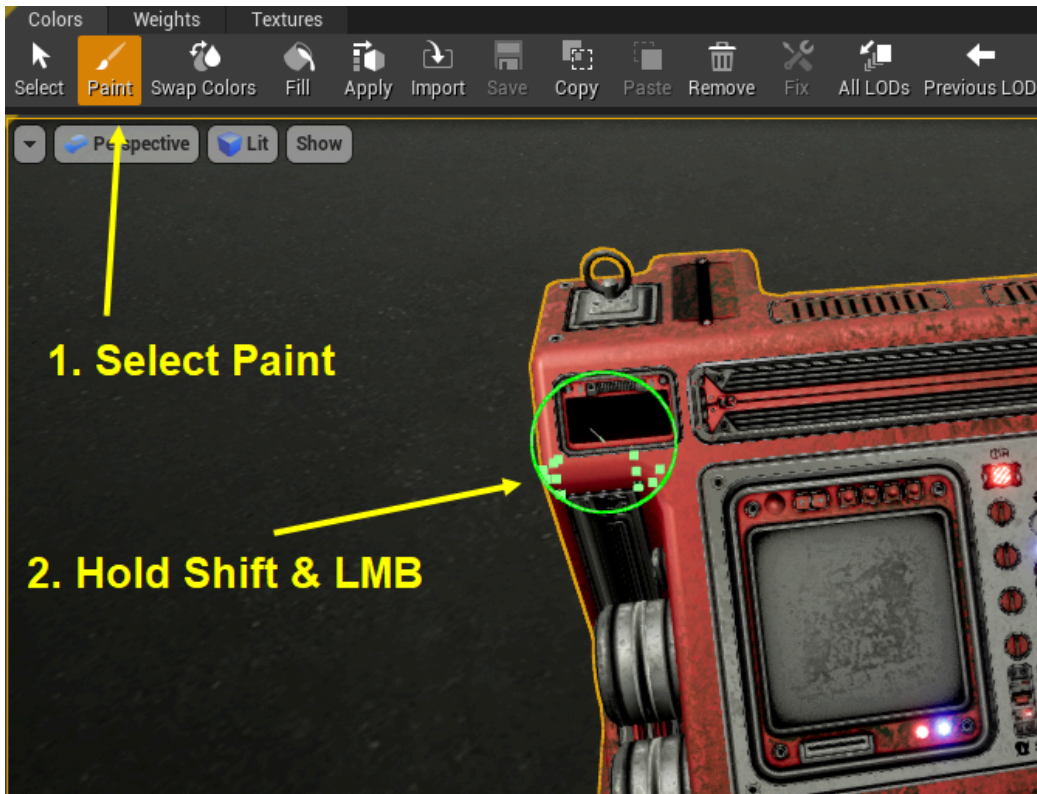 Colors Weights Textures
Select Paint Swap Colors Fill Apply Import Save Copy Paste Remove Fix All LODs Previous LOD
Perspective Lit Show
1. Select Paint
2. Hold Shift & LMB